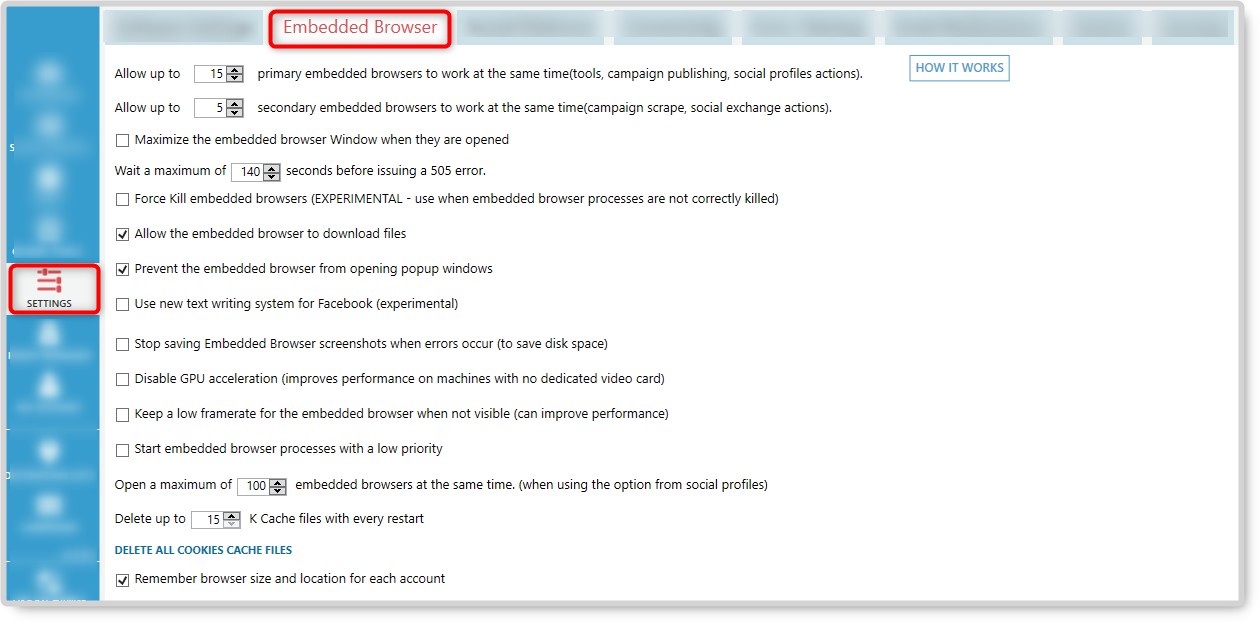 Embedded Browser
Allow up to 15 primary embedded browsers to work at the same time(tools, campaign publishing, social profiles actions).
HOW IT WORKS
Allow up to 5 secondary embedded browsers to work at the same time(campaign scrape, social exchange actions).
Maximize the embedded browser Window when they are opened
Wait a maximum of 140 seconds before issuing a 505 error.
Force Kill embedded browsers (EXPERIMENTAL - use when embedded browser processes are not correctly killed)
Allow the embedded browser to download files
Prevent the embedded browser from opening popup windows
SETTINGS
Use new text writing system for Facebook (experimental)
Stop saving Embedded Browser screenshots when errors occur (to save disk space)
Disable GPU acceleration (improves performance on machines with no dedicated video card)
Keep a low framerate for the embedded browser when not visible (can improve performance)
Start embedded browser processes with a low priority
Open a maximum of 100 embedded browsers at the same time. (when using the option from social profiles)
Delete up to 15 K Cache files with every restart
DELETE ALL COOKIES CACHE FILES
Remember browser size and location for each account